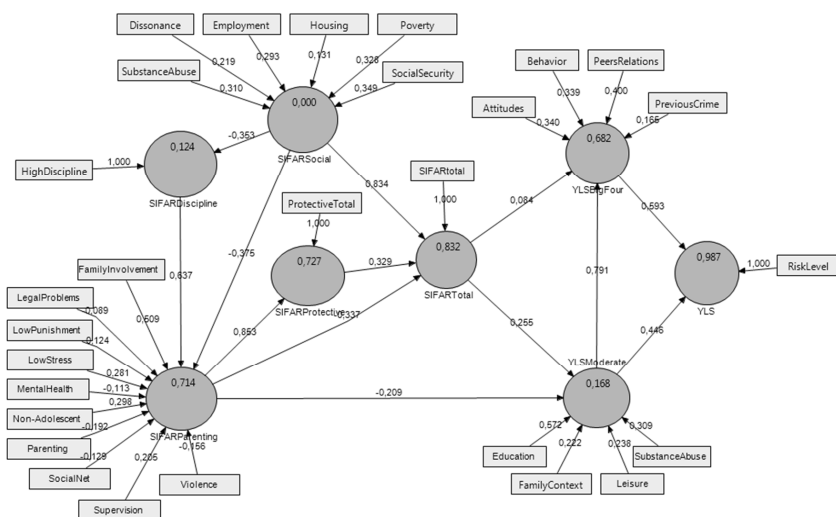 Dissonance
Employment
Housing
Poverty
SubstanceAbuse
SocialSecurity
0,219
0,293
0,131
0,328
0,310
0,349
0,000
SIFARSocial
Behavior
PeersRelations
Attitudes
PreviousCrime
0,339
0,400
0,340
0,165
0,682
YLSBigFour
HighDiscipline
1,000
0,124
SIFARDiscipline
-0,353
0,834
-0,375
0,637
SIFARtotal
1,000
0,832
SIFARTotal
ProtectiveTotal
1,000
0,727
SIFARProtective
0,329
0,084
0,593
0,791
0,987
YLS
1,000
RiskLevel
0,255
0,446
0,853
0,337
FamilyInvolvement
0,509
LegalProblems
0,089
LowPunishment
0,124
LowStress
0,281
MentalHealth
-0,113
Non-Adolescent
0,298
Parenting
-0,192
SocialNet
-0,129
Supervision
0,205
Violence
-0,156
0,714
SIFARParenting
-0,209
YLSModerate
0,168
Education
0,572
FamilyContext
0,222
Leisure
0,238
SubstanceAbuse
0,309